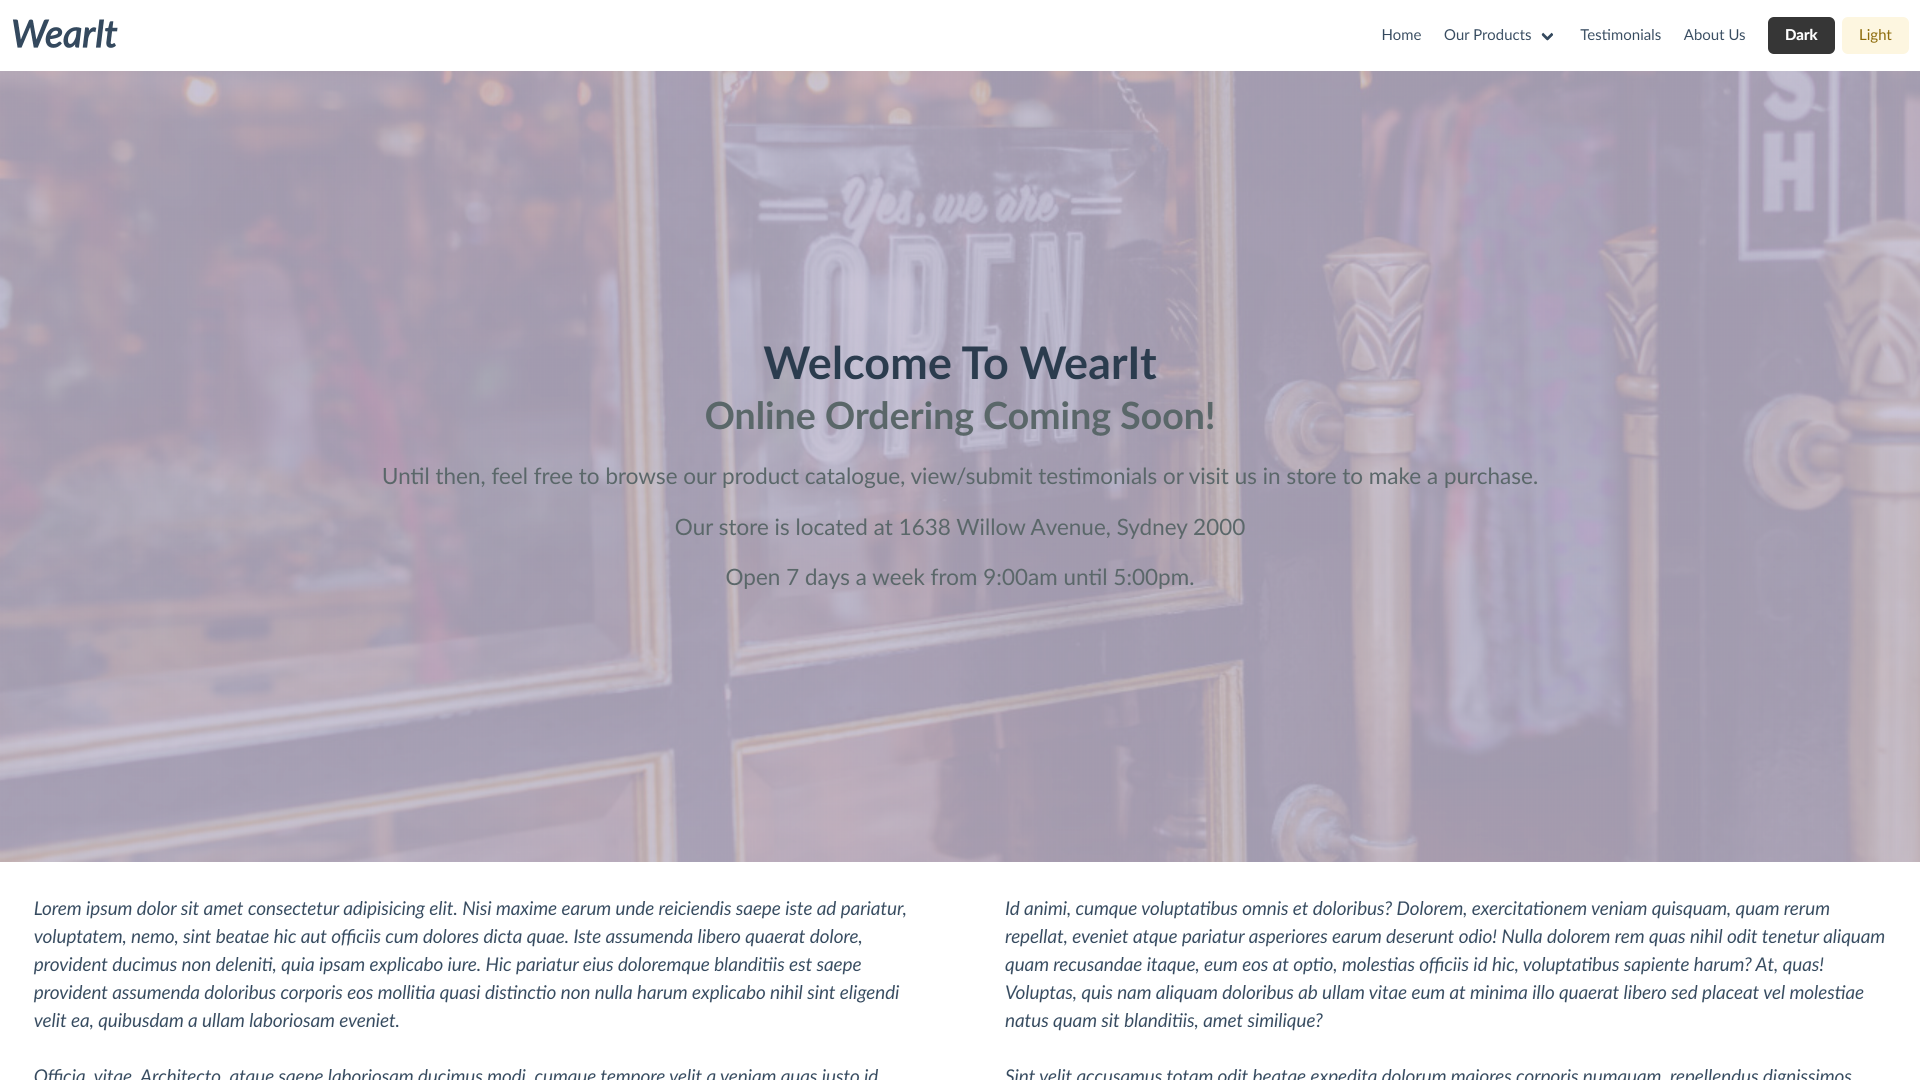 WearIt
Home Our Products Testimonials About Us Dark Light
S
H
Yes, we are
OPEN
Welcome To WearIt
Online Ordering Coming Soon!
Until then, feel free to browse our product catalogue, view/submit testimonials or visit us in store to make a purchase.
Our store is located at 1638 Willow Avenue, Sydney 2000
Open 7 days a week from 9:00am until 5:00pm.
Lorem ipsum dolor sit amet consectetur adipisicing elit. Nisi maxime earum unde reiciendis saepe iste ad pariatur,
voluptatem, nemo, sint beatae hic aut officiis cum dolores dicta quae. Iste assumenda libero quaerat dolore,
provident ducimus non deleniti, quia ipsam explicabo iure. Hic pariatur eius doloremque blanditiis est saepe
provident assumenda doloribus corporis eos mollitia quasi distinctio non nulla harum explicabo nihil sint eligendi
velit ea, quibusdam a ullam laboriosam eveniet.
Officia, vitae. Architecto, atque saepe laboriosam ducimus modi, cumque tempore velit a veniam quas iusto id
Id animi, cumque voluptatibus omnis et doloribus? Dolorem, exercitationem veniam quisquam, quam rerum
repellat, eveniet atque pariatur asperiores earum deserunt odio! Nulla dolorem rem quas nihil odit tenetur aliquam
quam recusandae itaque, eum eos at optio, molestias officiis id hic, voluptatibus sapiente harum? At, quas!
Voluptas, quis nam aliquam doloribus ab ullam vitae eum at minima illo quaerat libero sed placeat vel molestiae
natus quam sit blanditiis, amet similique?
Sint velit accusamus totam odit beatae expedita dolorum maiores corporis numquam, repellendus dignissimos